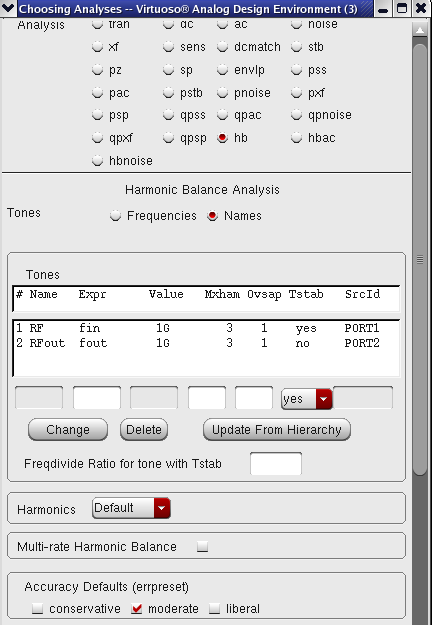 Choosing Analyses -- Virtuoso® Analog Design Environment (3)
Analysis tran dc ac noise
xf sens dcmatch stb
pz sp envlp pss
pac pstb pnoise pxf
psp qpss qpac qpnoise
qpxf qpsp hb hbac
hbnoise
Harmonic Balance Analysis
Tones Frequencies Names
Tones
# Name Expr Value Mxham Ovsap Tstab SrcId
1 RF fin 1G 3 1 yes PORT1
2 RFout fout 1G 3 1 no PORT2
yes
Change Delete Update From Hierarchy
Freqdivide Ratio for tone with Tstab
Harmonics Default
Multi-rate Harmonic Balance
Accuracy Defaults (errpreset)
conservative moderate liberal